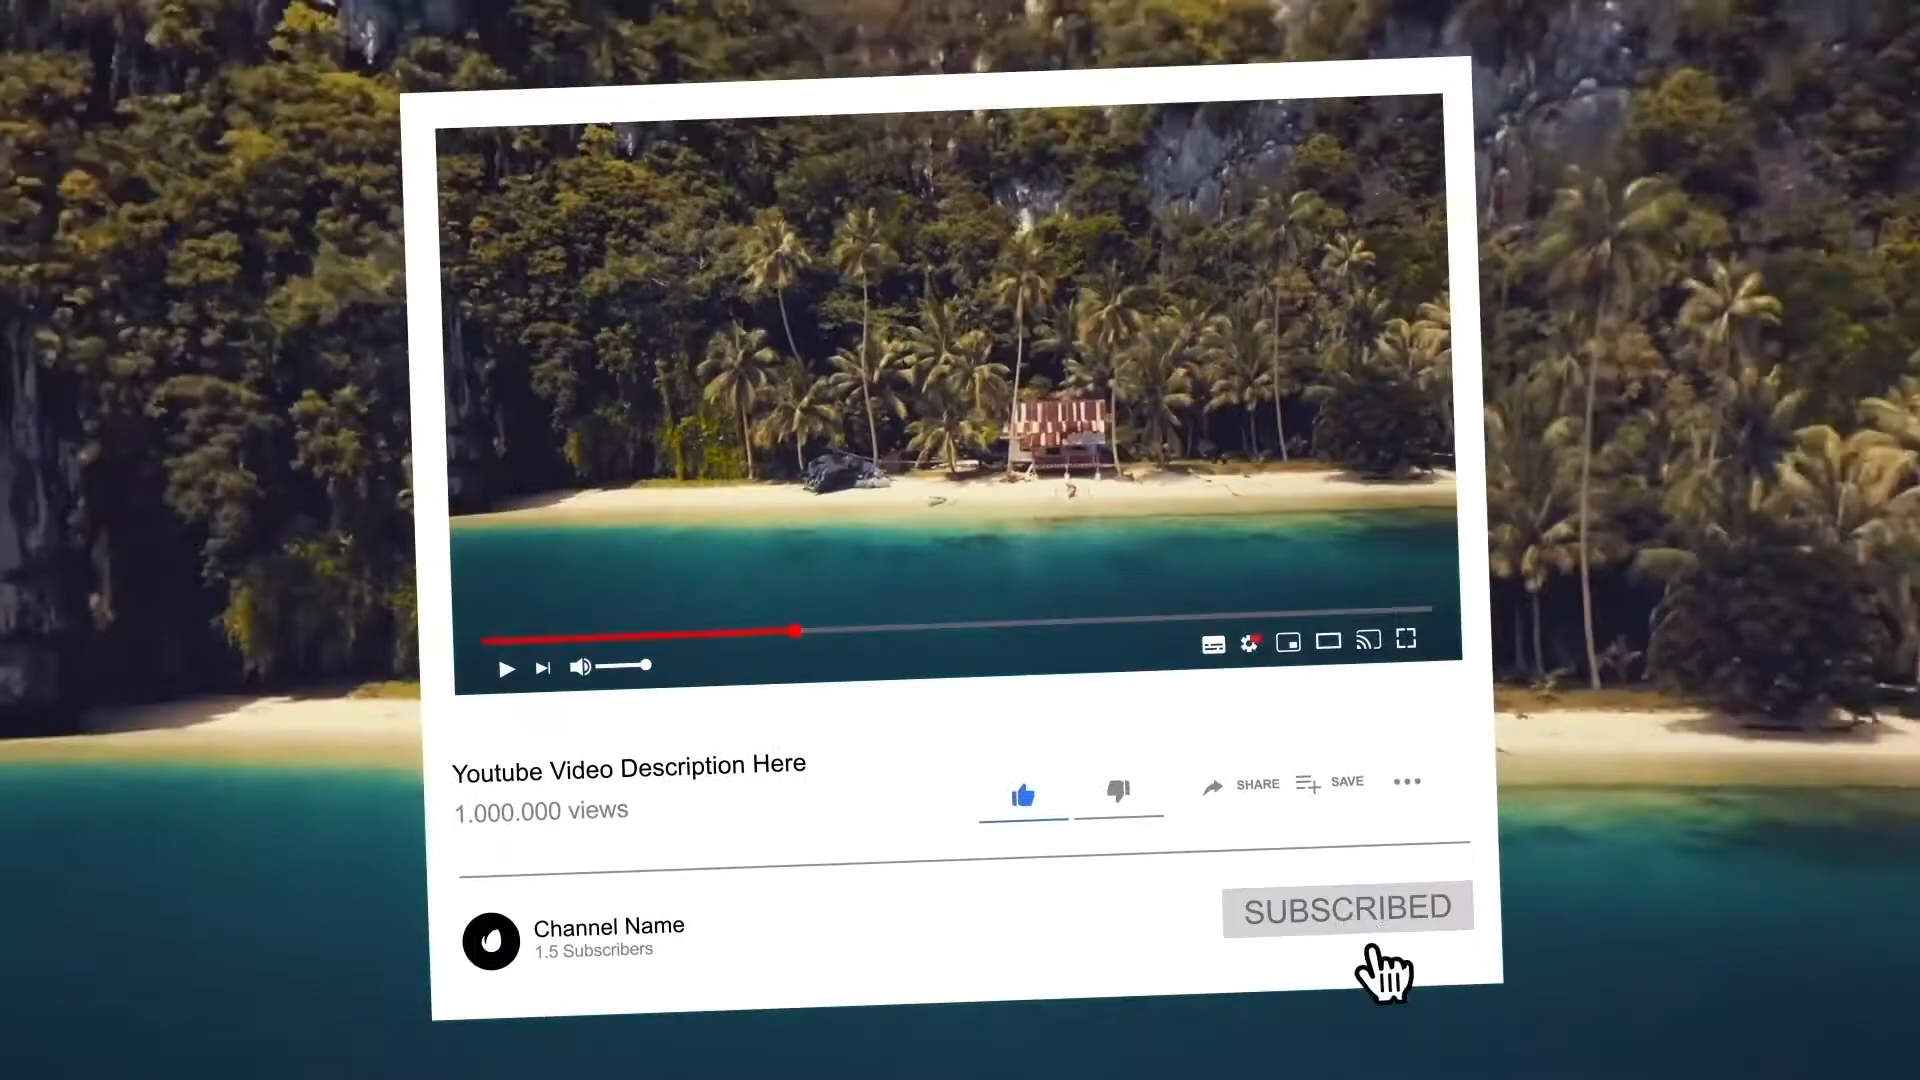 Youtube Video Description Here
1.000.000 views
SHARE
SAVE
Channel Name
1.5 Subscribers
SUBSCRIBED